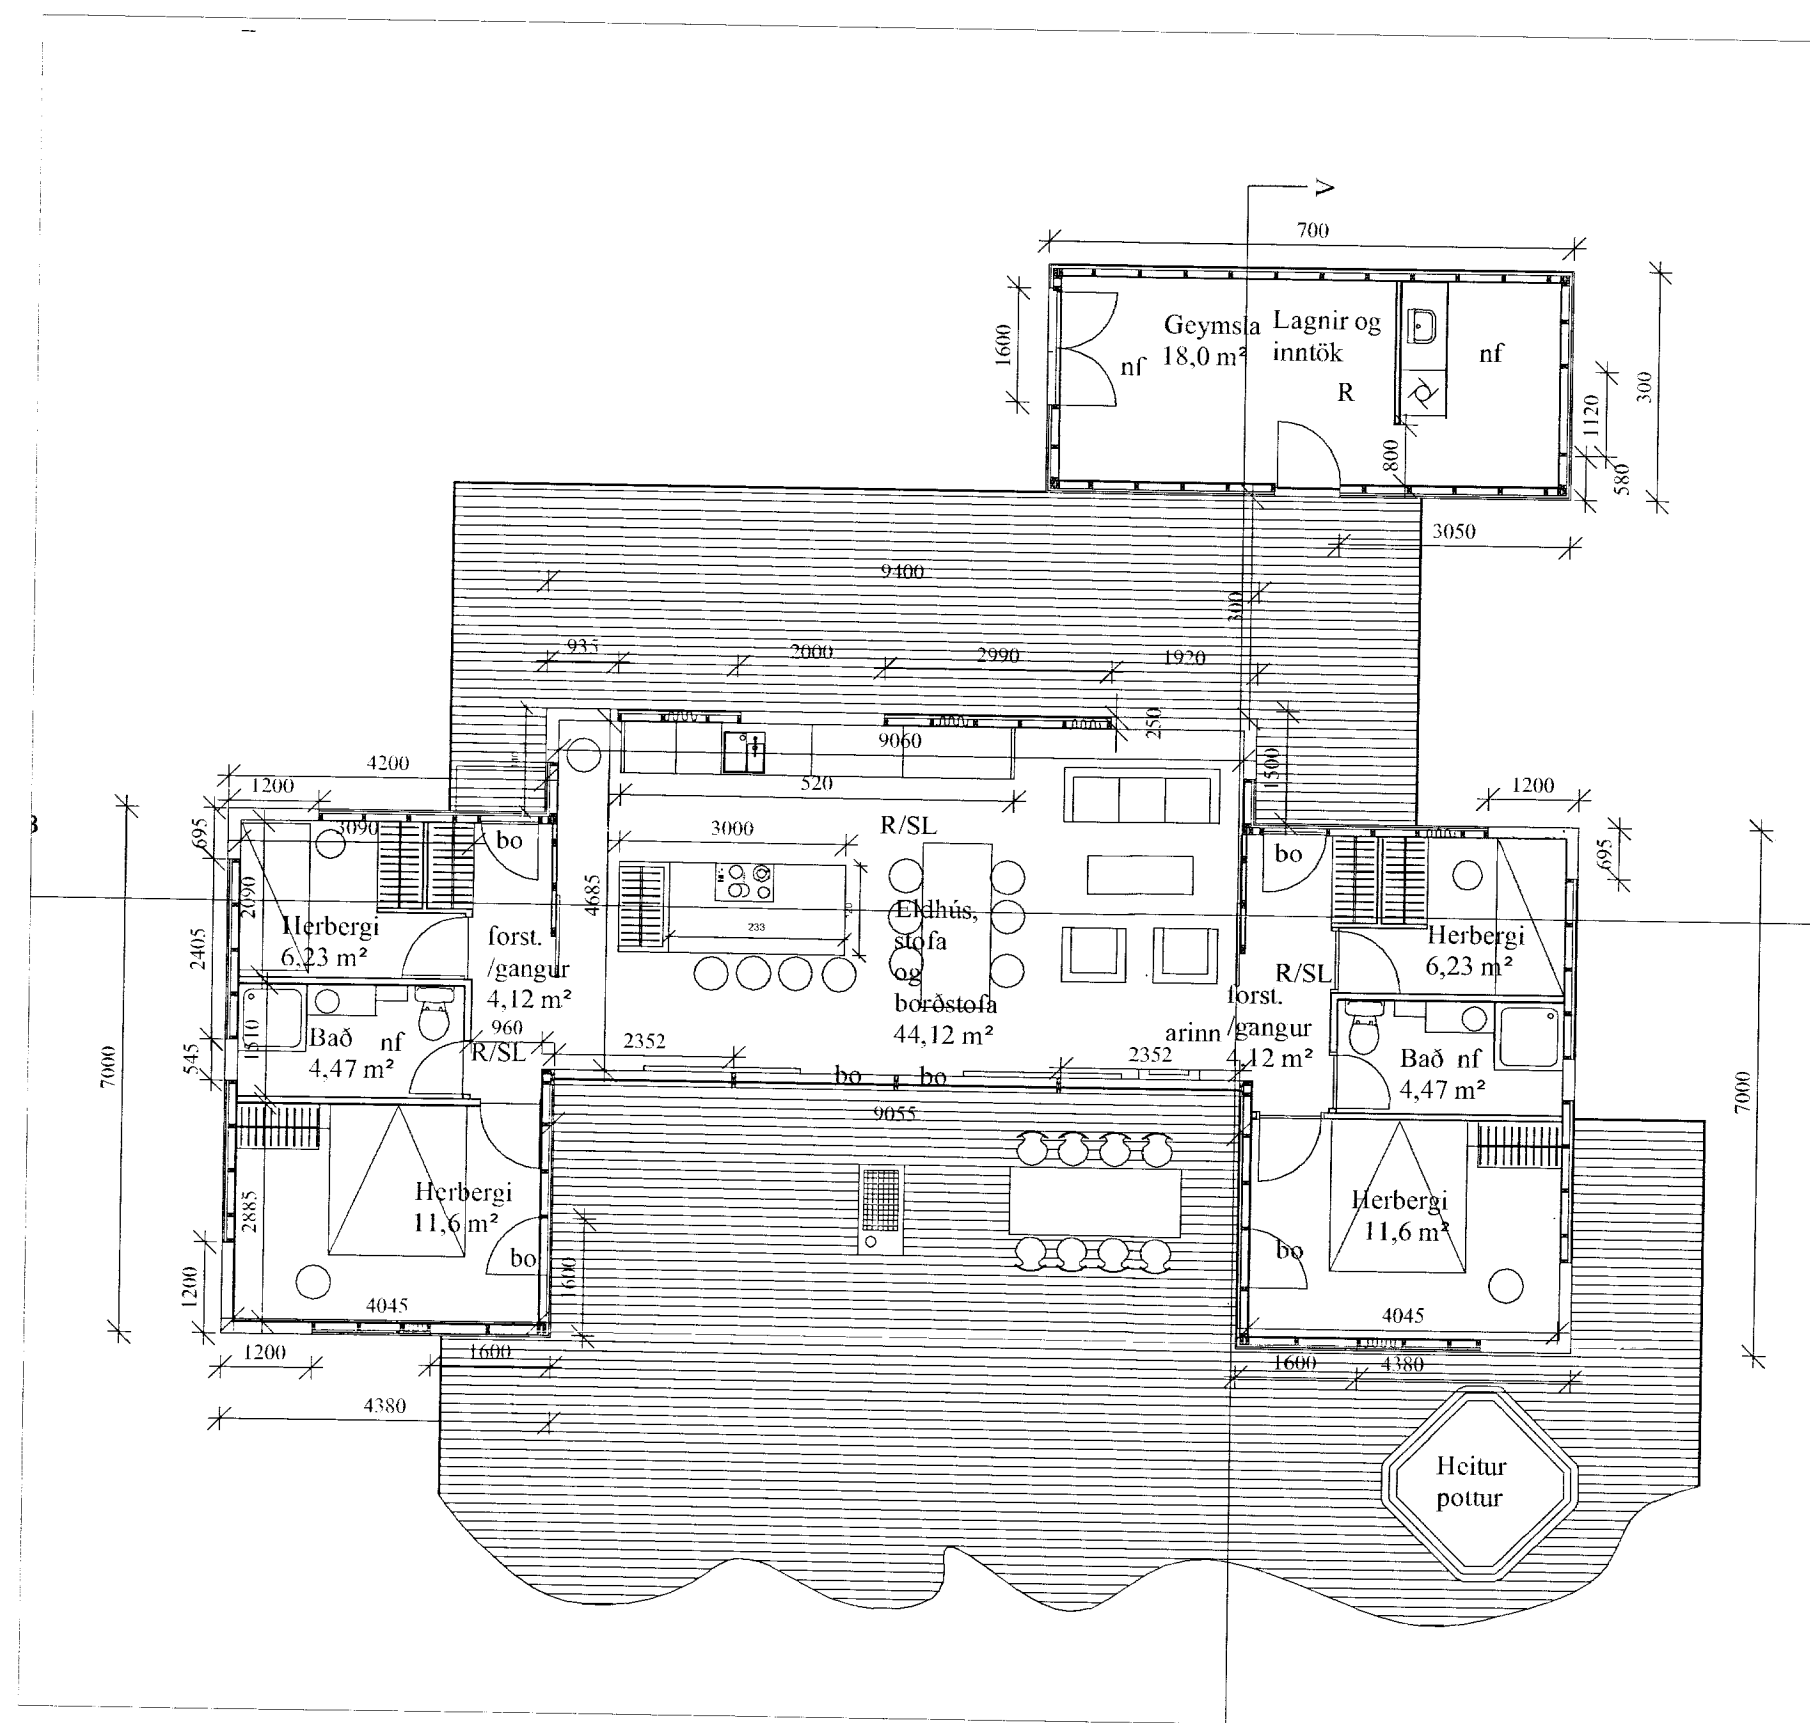 V
700
1600
Geymsla
18,0 m²
Lagnir og
inntök
nf
R
nf
300
1120
800
580
3050
9400
300
935
2000
2990
1920
250
1500
9060
520
4200
1200
1200
695
3090
bo
3000
R/SL
bo
695
2090
4685
233
2405
Herbergi
6,23 m²
forst.
/gangur
4,12 m²
Eldhús,
stofa
og
borðstofa
44,12 m²
R/SL
Herbergi
6,23 m²
forst.
/gangur
4,12 m²
arinn
1510
545
Bað nf
4,47 m²
960
R/SL
2352
bo
bo
2352
Bað nf
4,47 m²
7000
7000
9055
2885
Herbergi
11,6 m²
bo
1600
Herbergi
11,6 m²
bo
1200
4045
4045
1200
1600
1600
4380
4380
Heitur
pottur